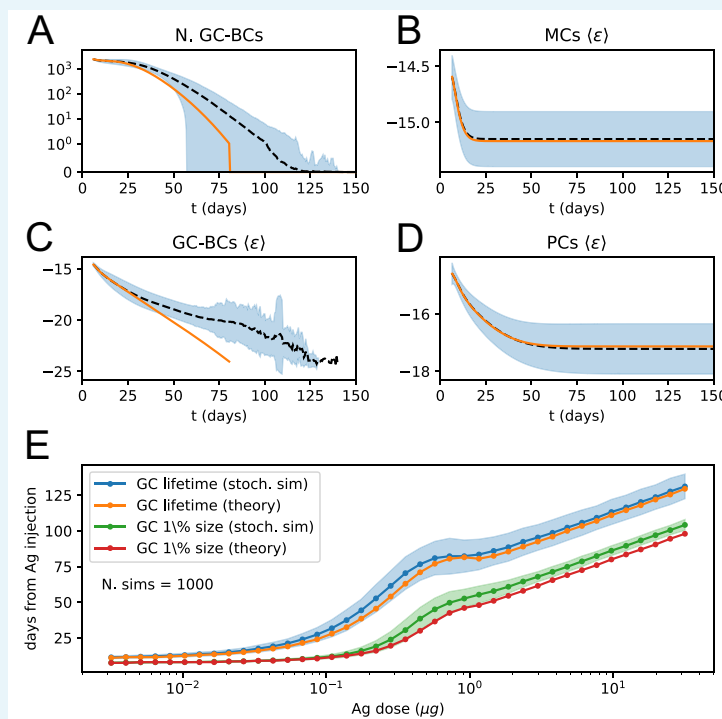 A
N. GC-BCs
10³
10²
10¹
10⁰
0
0 25 50 75 100 125 150
t (days)
B
MCs ⟨ε⟩
−14.5
−15.0
0 25 50 75 100 125 150
t (days)
C
GC-BCs ⟨ε⟩
−15
−20
−25
0 25 50 75 100 125 150
t (days)
D
PCs ⟨ε⟩
−16
−18
0 25 50 75 100 125 150
t (days)
E
GC lifetime (stoch. sim)
GC lifetime (theory)
GC 1\% size (stoch. sim)
GC 1\% size (theory)
N. sims = 1000
days from Ag injection
125
100
75
50
25
10⁻² 10⁻¹ 10⁰ 10¹
Ag dose (μg)